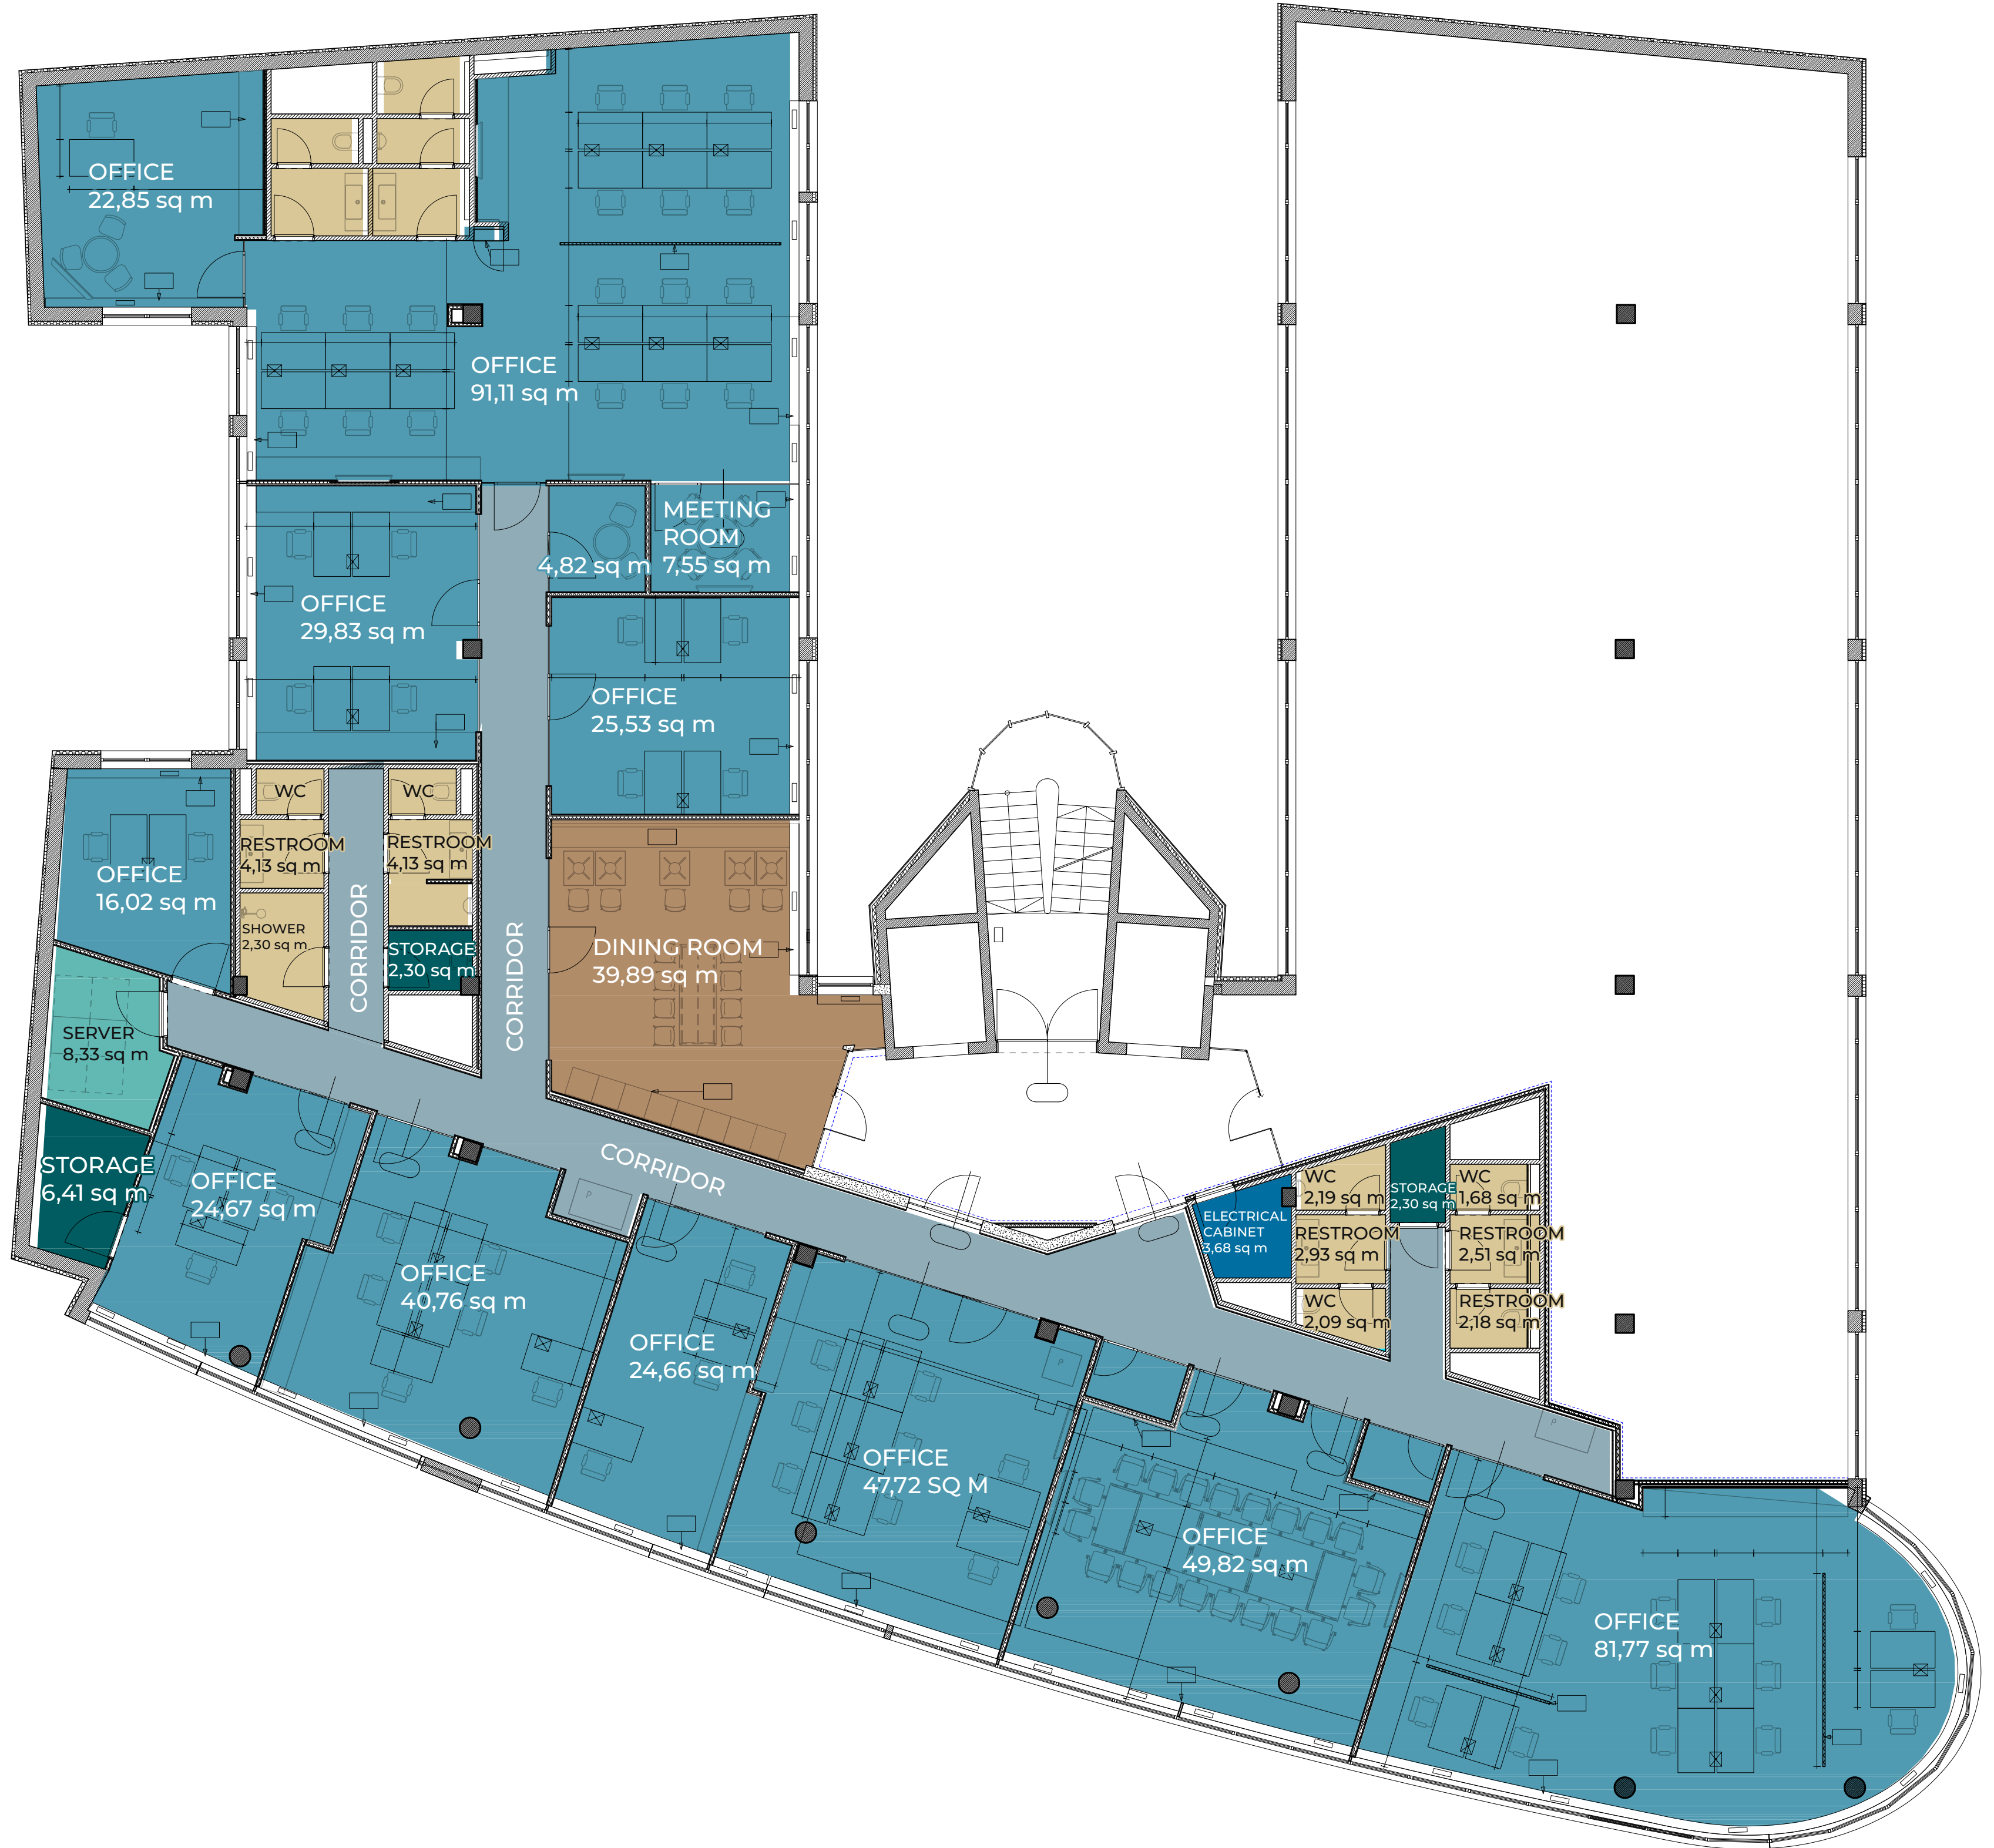 OFFICE
22,85 sq m
OFFICE
91,11 sq m
MEETING
ROOM
7,55 sq m
4,82 sq m
OFFICE
29,83 sq m
OFFICE
25,53 sq m
WC
WC
RESTROOM
4,13 sq m
RESTROOM
4,13 sq m
OFFICE
16,02 sq m
CORRIDOR
SHOWER
2,30 sq m
STORAGE
2,30 sq m
CORRIDOR
DINING ROOM
39,89 sq m
SERVER
8,33 sq m
STORAGE
6,41 sq m
OFFICE
24,67 sq m
CORRIDOR
P
OFFICE
40,76 sq m
WC
2,19 sq m
STORAGE
2,30 sq m
WC
1,68 sq m
ELECTRICAL
CABINET
3,68 sq m
RESTROOM
2,93 sq m
RESTROOM
2,51 sq m
WC
2,09 sq m
RESTROOM
2,18 sq m
OFFICE
24,66 sq m
P
OFFICE
47,72 SQ M
P
OFFICE
49,82 sq m
OFFICE
81,77 sq m